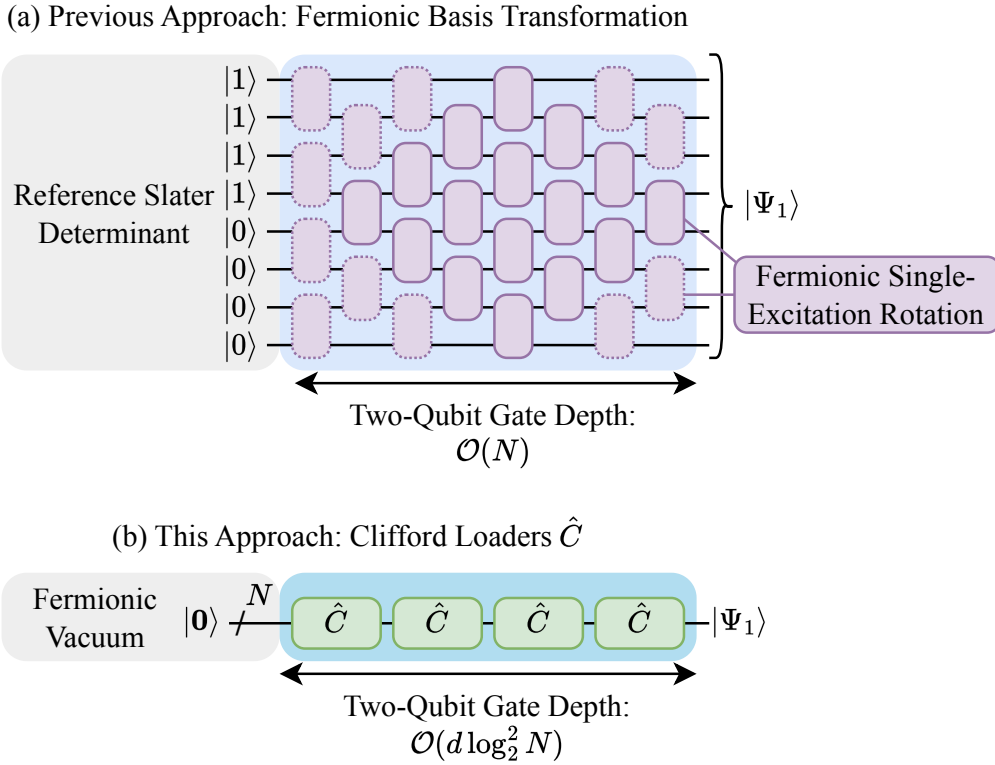 (a) Previous Approach: Fermionic Basis Transformation
|1⟩
|1⟩
|1⟩
|1⟩
|0⟩
|0⟩
|0⟩
|0⟩
Reference Slater
Determinant
|Ψ₁⟩
Fermionic Single-
Excitation Rotation
Two-Qubit Gate Depth:
𝒪(N)
(b) This Approach: Clifford Loaders Ĉ
Fermionic
Vacuum
|𝟎⟩ N Ĉ Ĉ Ĉ Ĉ |Ψ₁⟩
Two-Qubit Gate Depth:
𝒪(d log₂² N)